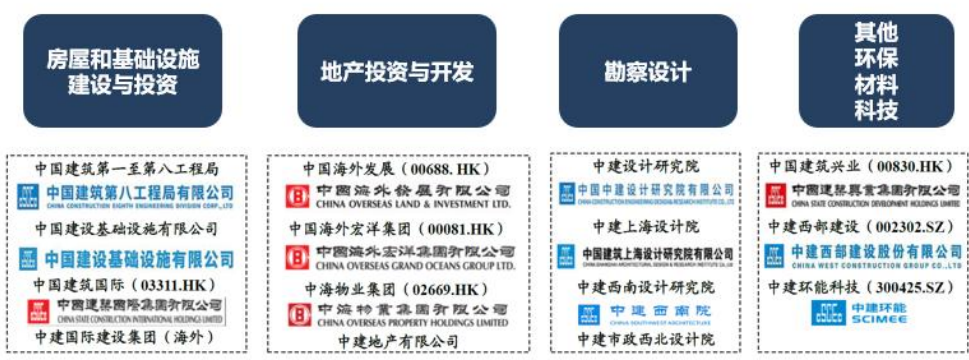 房屋和基础设施
建设与投资
中国建筑第一至第八工程局
中国建筑第八工程局有限公司
CHINA CONSTRUCTION EIGHTH ENGINEERING DIVISION CORP.,LTD
中国建设基础设施有限公司
中国建设基础设施有限公司
中国建筑国际（03311.HK）
中國建築國際集團有限公司
CHINA STATE CONSTRUCTION INTERNATIONAL HOLDINGS LIMITED
中建国际建设集团（海外）
地产投资与开发
中国海外发展（00688. HK）
中國海外發展有限公司
CHINA OVERSEAS LAND & INVESTMENT LTD.
中国海外宏洋集团（00081.HK）
中國海外宏洋集團有限公司
CHINA OVERSEAS GRAND OCEANS GROUP LTD.
中海物业集团（02669.HK）
中海物業集團有限公司
CHINA OVERSEAS PROPERTY HOLDINGS LIMITED
中建地产有限公司
勘察设计
中建设计研究院
中国中建设计研究院有限公司
CHINA CONSTRUCTION ENGINEERING DESIGN & RESEARCH INSTITUTE CO.,LTD
中建上海设计院
中国建筑上海设计研究院有限公司
CHINA SHANGHAI ARCHITECTURAL DESIGN & RESEARCH INSTITUTE CO.,LTD
中建西南设计研究院
中建西南院
CHINA SOUTHWEST ARCHITECTURE
中建市政西北设计院
其他
环保
材料
科技
中国建筑兴业（00830.HK）
中國建築興業集團有限公司
CHINA STATE CONSTRUCTION DEVELOPMENT HOLDINGS LIMITED
中建西部建设（002302.SZ）
中建西部建设股份有限公司
CHINA WEST CONSTRUCTION GROUP CO.,LTD
中建环能科技（300425.SZ）
中建环能
SCIMEE